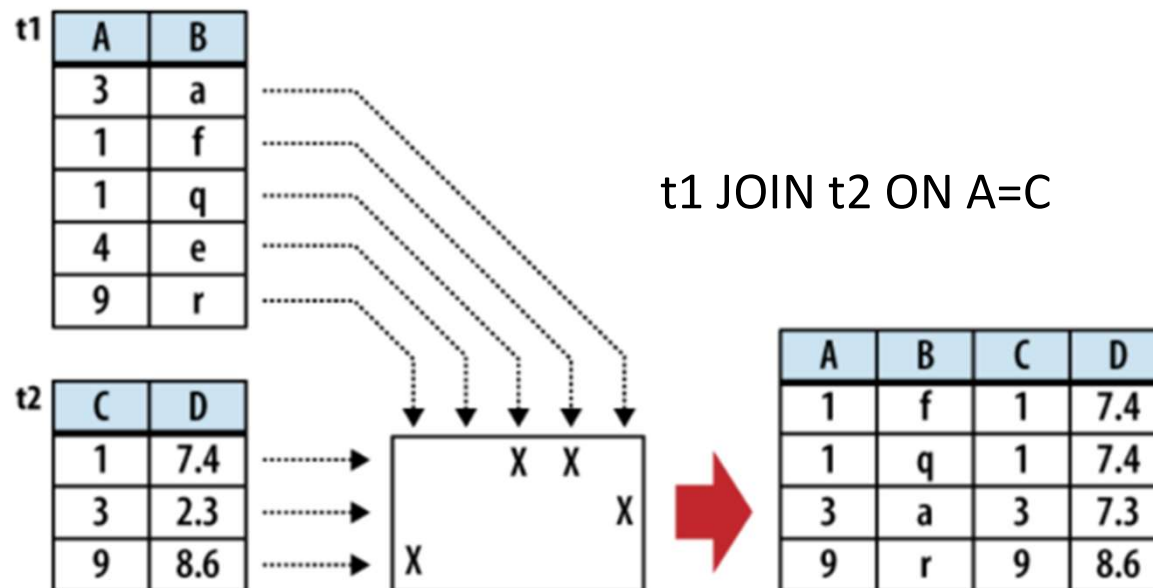 t1
A B
3 a
1 f
1 q
4 e
9 r
t1 JOIN t2 ON A=C
t2
C D
1 7.4
3 2.3
9 8.6
X X
X
X
A B C D
1 f 1 7.4
1 q 1 7.4
3 a 3 7.3
9 r 9 8.6